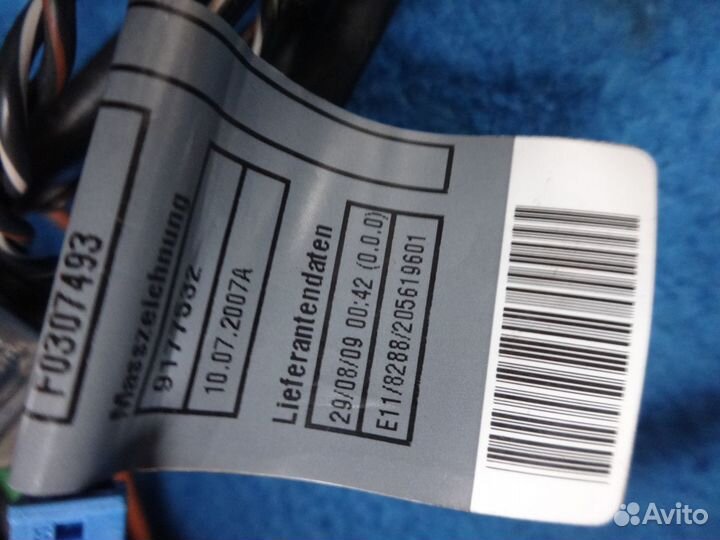 F0307493
Masszeichnung
9177532
10.07.2007A
Lieferantendaten
29/08/09 00:42 (0.0.0)
E11/8288/205619601
Avito